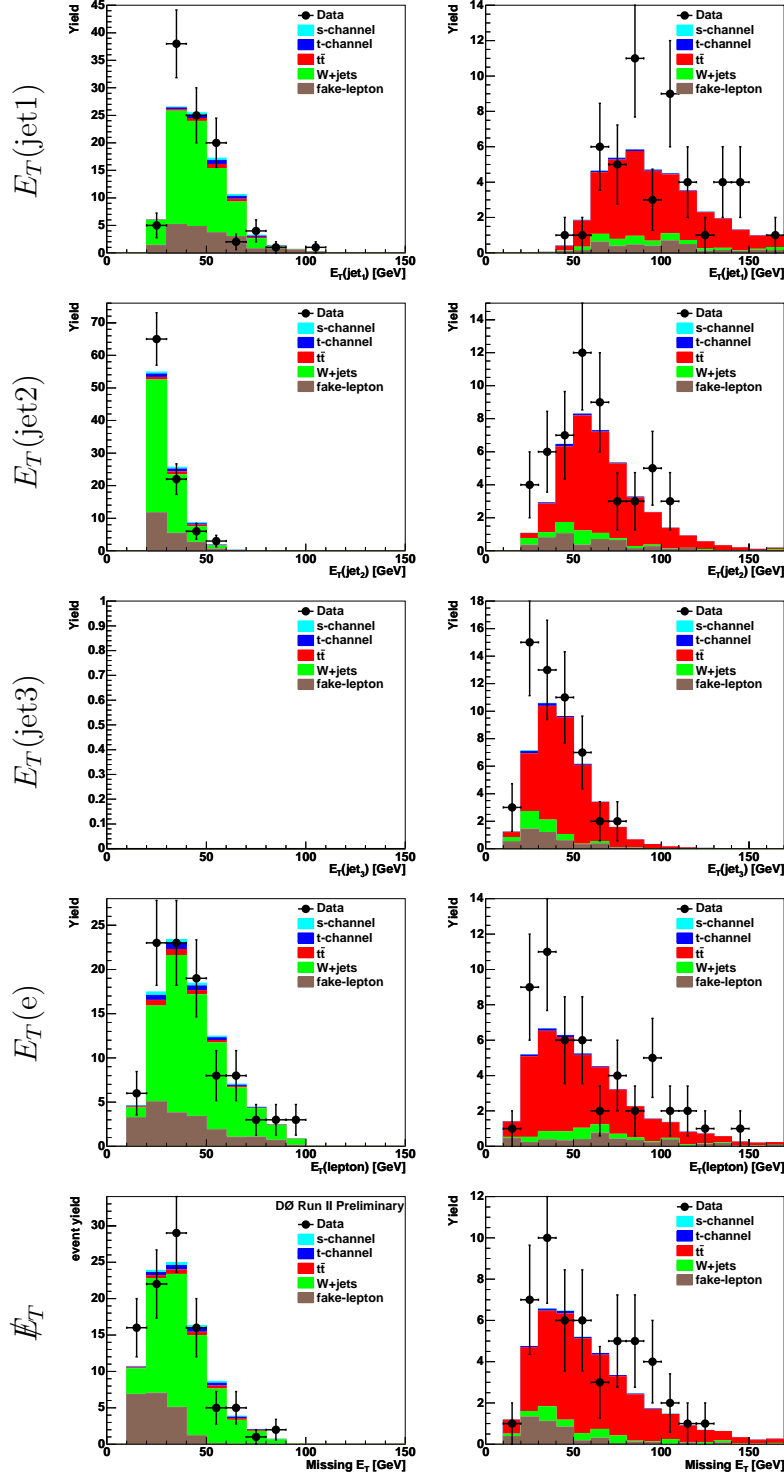 E_T(jet1)
Yield
45
40
35
30
25
20
15
10
5
0
Data
s-channel
t-channel
tt̄
W+jets
fake-lepton
0 50 100 150
E_T(jet_1) [GeV]
Yield
14
12
10
8
6
4
2
0
Data
s-channel
t-channel
tt̄
W+jets
fake-lepton
0 50 100 150
E_T(jet_1) [GeV]
E_T(jet2)
Yield
70
60
50
40
30
20
10
0
Data
s-channel
t-channel
tt̄
W+jets
fake-lepton
0 50 100 150
E_T(jet_2) [GeV]
Yield
14
12
10
8
6
4
2
0
Data
s-channel
t-channel
tt̄
W+jets
fake-lepton
0 50 100 150
E_T(jet_2) [GeV]
E_T(jet3)
Yield
1
0.9
0.8
0.7
0.6
0.5
0.4
0.3
0.2
0.1
0
Data
s-channel
t-channel
tt̄
W+jets
fake-lepton
0 50 100 150
E_T(jet_3) [GeV]
Yield
18
16
14
12
10
8
6
4
2
0
Data
s-channel
t-channel
tt̄
W+jets
fake-lepton
0 50 100 150
E_T(jet_3) [GeV]
E_T(e)
Yield
25
20
15
10
5
0
Data
s-channel
t-channel
tt̄
W+jets
fake-lepton
0 50 100 150
E_T(lepton) [GeV]
Yield
14
12
10
8
6
4
2
0
Data
s-channel
t-channel
tt̄
W+jets
fake-lepton
0 50 100 150
E_T(lepton) [GeV]
E̸_T
event yield
30
25
20
15
10
5
0
DØ Run II Preliminary
Data
s-channel
t-channel
tt̄
W+jets
fake-lepton
0 50 100 150
Missing E_T [GeV]
Yield
12
10
8
6
4
2
0
Data
s-channel
t-channel
tt̄
W+jets
fake-lepton
0 50 100 150
Missing E_T [GeV]